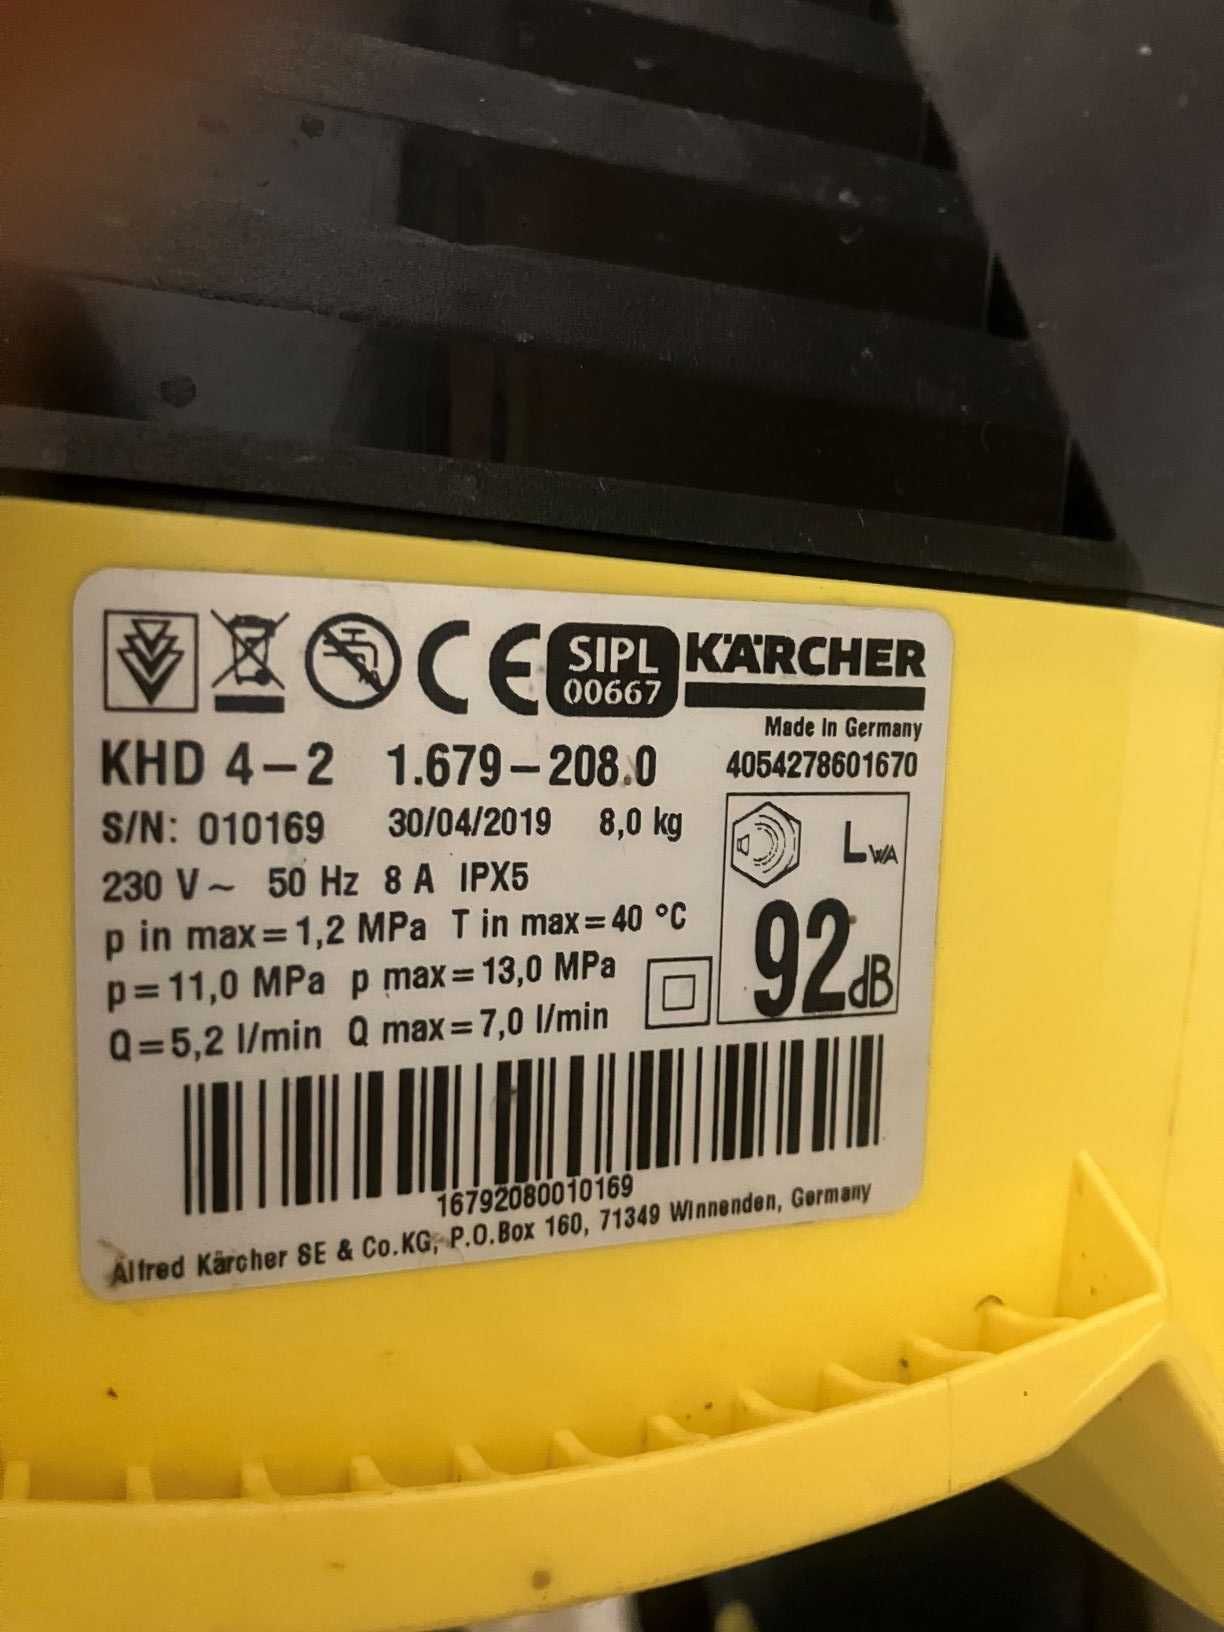 CE SIPL 00667 KÄRCHER
Made in Germany
KHD 4-2 1.679-208.0 4054278601670
S/N: 010169 30/04/2019 8,0 kg
230 V~ 50 Hz 8 A IPX5
p in max=1,2 MPa T in max=40 °C
p=11,0 MPa p max=13,0 MPa
Q=5,2 l/min Q max=7,0 l/min
LWA
92dB
16792080010169
Alfred Kärcher SE & Co.KG, P.O.Box 160, 71349 Winnenden, Germany